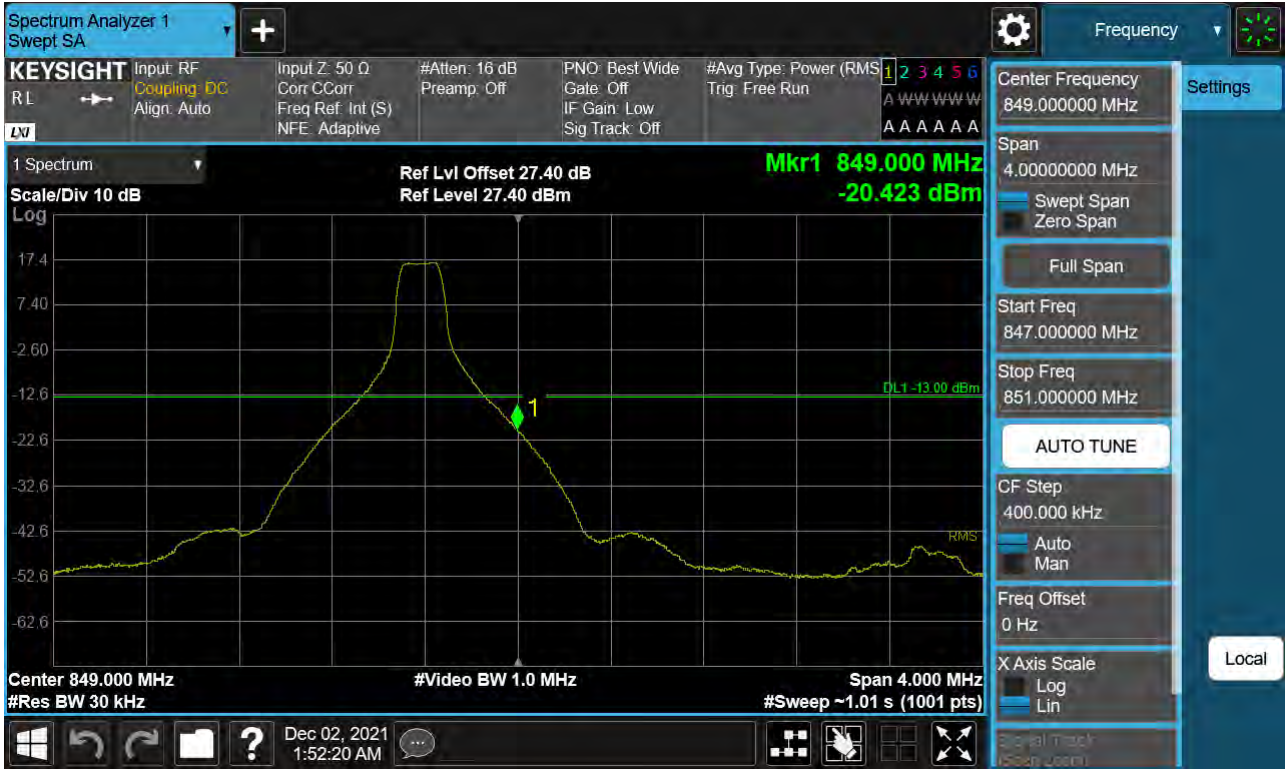 Spectrum Analyzer 1
Swept SA
Frequency
KEYSIGHT
R L
LXI
Input: RF
Coupling: DC
Align: Auto
Input Z: 50 Ω
Corr CCorr
Freq Ref: Int (S)
NFE: Adaptive
#Atten: 16 dB
Preamp: Off
PNO: Best Wide
Gate: Off
IF Gain: Low
Sig Track: Off
#Avg Type: Power (RMS
Trig: Free Run
1 2 3 4 5 6
A W W W W W
A A A A A A
1 Spectrum
Scale/Div 10 dB
Log
Ref Lvl Offset 27.40 dB
Ref Level 27.40 dBm
Mkr1 849.000 MHz
-20.423 dBm
17.4
7.40
-2.60
-12.6
-22.6
-32.6
-42.6
-52.6
-62.6
DL1 -13.00 dBm
1
RMS
Center 849.000 MHz
#Video BW 1.0 MHz
Span 4.000 MHz
#Res BW 30 kHz
#Sweep ~1.01 s (1001 pts)
Center Frequency
849.000000 MHz
Settings
Span
4.00000000 MHz
Swept Span
Zero Span
Full Span
Start Freq
847.000000 MHz
Stop Freq
851.000000 MHz
AUTO TUNE
CF Step
400.000 kHz
Auto
Man
Freq Offset
0 Hz
X Axis Scale
Log
Lin
Local
Dec 02, 2021
1:52:20 AM
?